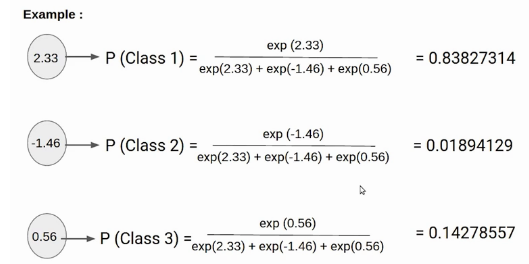 Example :
exp (2.33)
2.33 P (Class 1) = = 0.83827314
exp(2.33) + exp(-1.46) + exp(0.56)
exp (-1.46)
-1.46 P (Class 2) = = 0.01894129
exp(2.33) + exp(-1.46) + exp(0.56)
exp (0.56)
0.56 P (Class 3) = = 0.14278557
exp(2.33) + exp(-1.46) + exp(0.56)